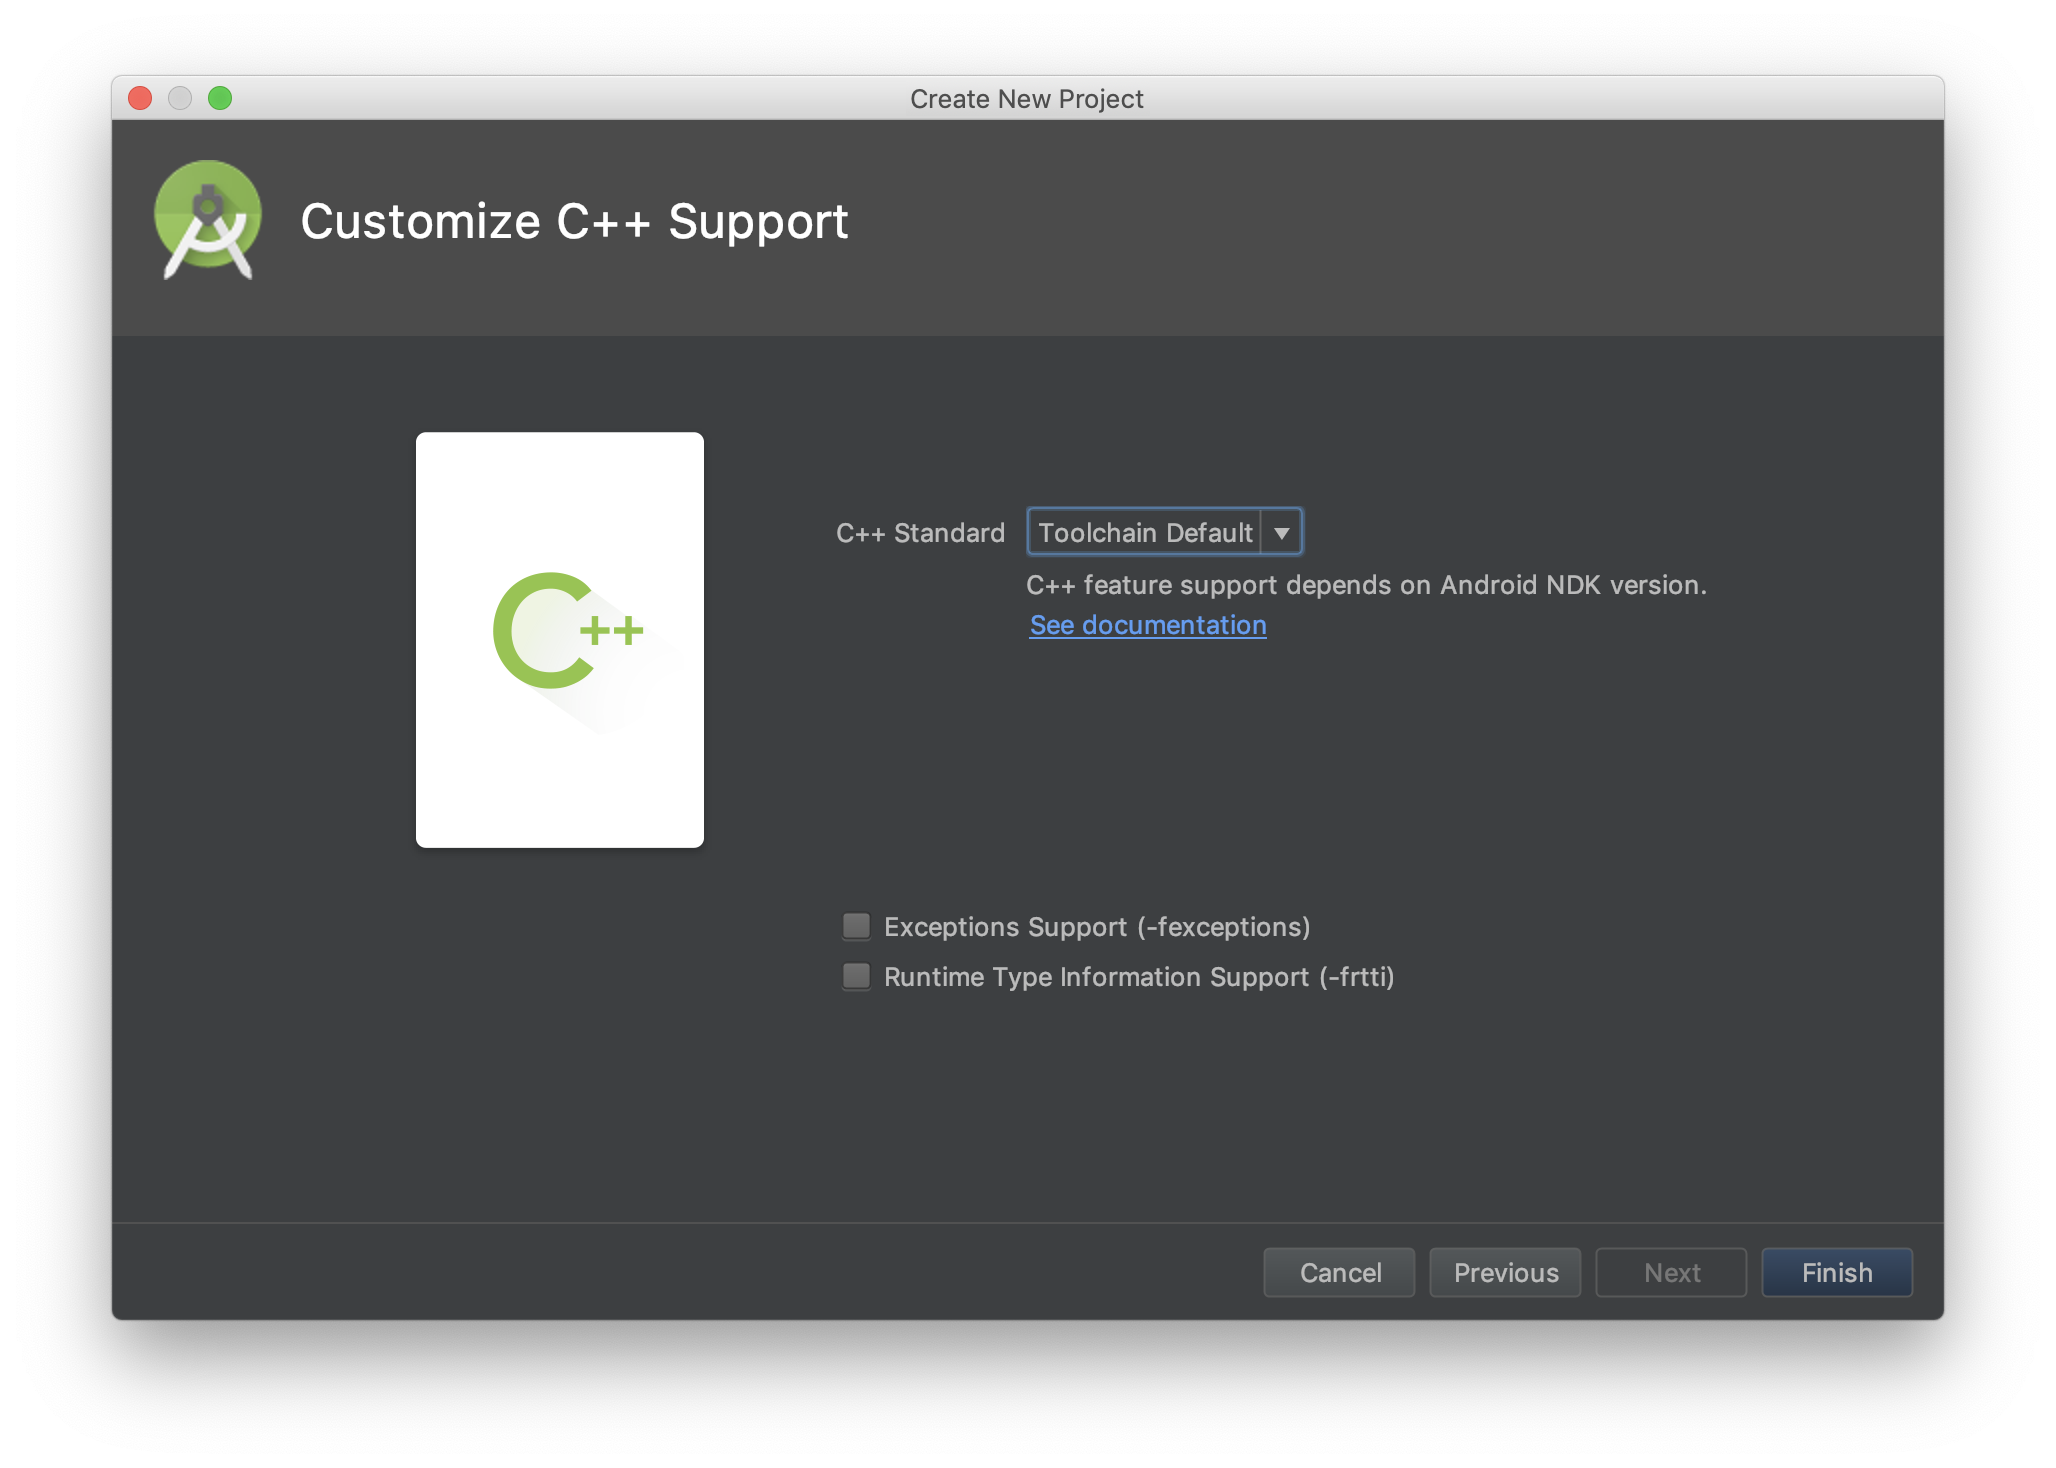 Create New Project
Customize C++ Support
C++
C++ Standard Toolchain Default
C++ feature support depends on Android NDK version.
See documentation
Exceptions Support (-fexceptions)
Runtime Type Information Support (-frtti)
Cancel Previous Next Finish